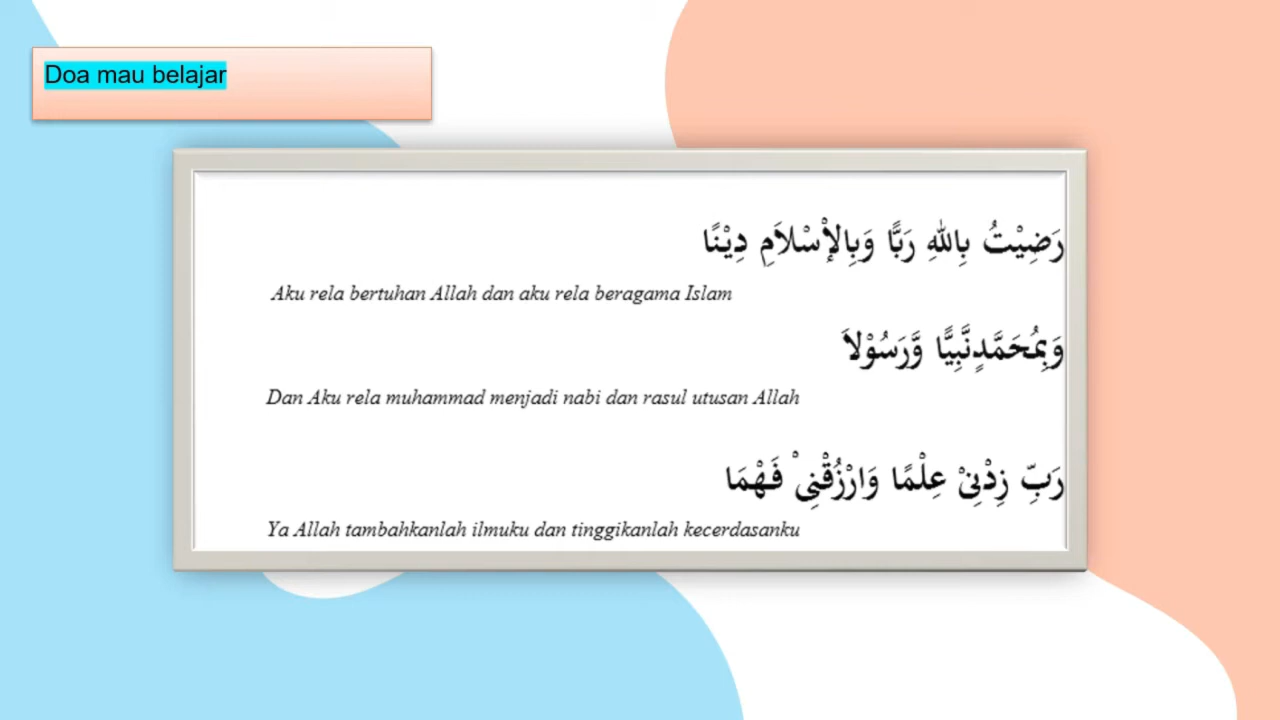 Doa mau belajar
رَضِيْتُ بِاللهِ رَبًّا وَبِالْإِسْلاَمِ دِيْنًا
Aku rela bertuhan Allah dan aku rela beragama Islam
وَبِمُحَمَّدٍنَّبِيًّا وَّرَسُوْلاَ
Dan Aku rela muhammad menjadi nabi dan rasul utusan Allah
رَبِّ زِدْنِيْ عِلْمًا وَارْزُقْنِيْ فَهْمَا
Ya Allah tambahkanlah ilmuku dan tinggikanlah kecerdasanku